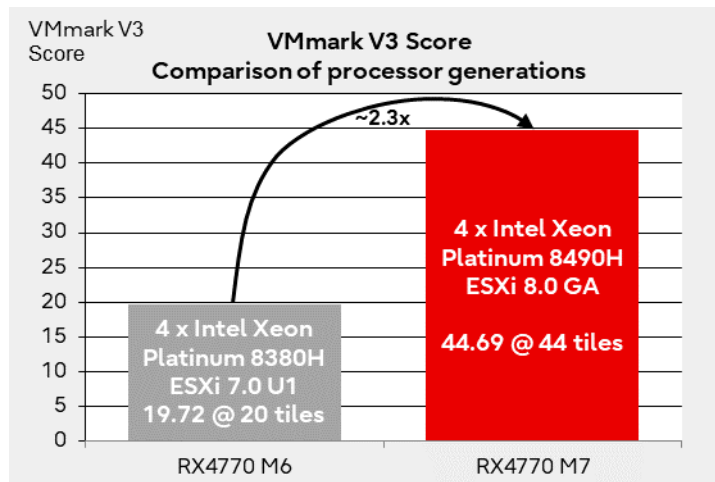 VMmark V3
Score
VMmark V3 Score
Comparison of processor generations
50
45
40
35
30
25
20
15
10
5
0
~2.3x
4 x Intel Xeon
Platinum 8380H
ESXi 7.0 U1
19.72 @ 20 tiles
4 x Intel Xeon
Platinum 8490H
ESXi 8.0 GA
44.69 @ 44 tiles
RX4770 M6
RX4770 M7